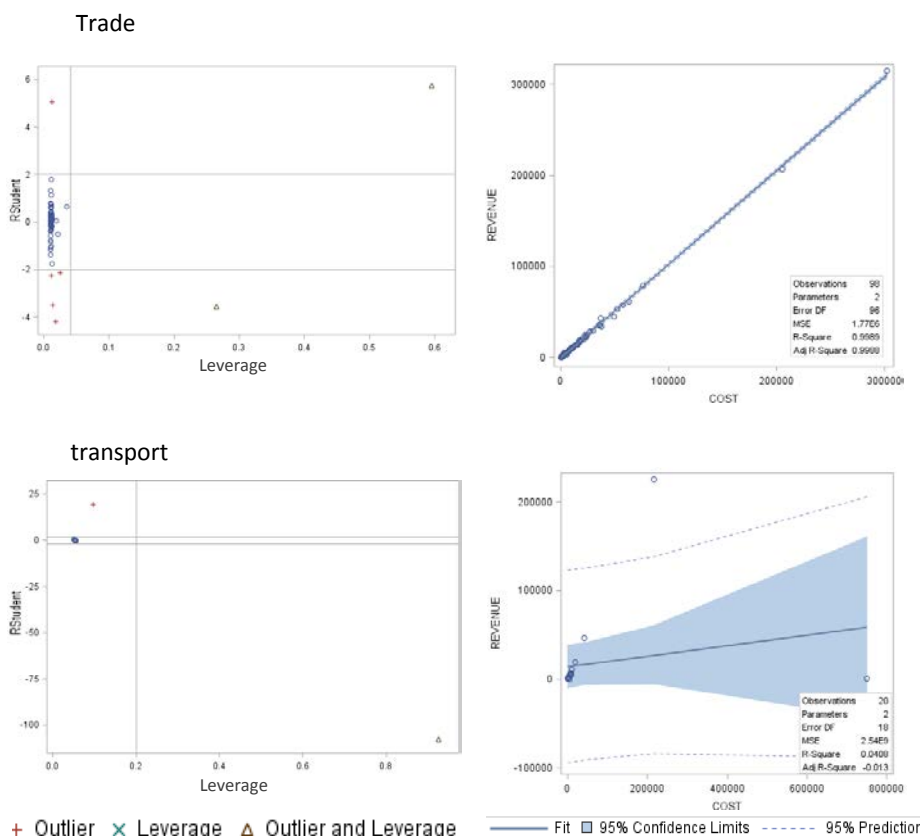 Trade
6
4
2
0
-2
-4
RStudent
0.0 0.1 0.2 0.3 0.4 0.5 0.6
Leverage
300000
200000
100000
0
REVENUE
Observations 98
Parameters 2
Error DF 96
MSE 1.77E6
R-Square 0.9989
Adj R-Square 0.9988
0 100000 200000 300000
COST
transport
25
0
-25
-50
-75
-100
RStudent
0.0 0.2 0.4 0.6 0.8
Leverage
200000
100000
0
-100000
REVENUE
Observations 20
Parameters 2
Error DF 18
MSE 2.54E9
R-Square 0.0408
Adj R-Square -0.013
0 200000 400000 600000 800000
COST
+ Outlier × Leverage Δ Outlier and Leverage
Fit 95% Confidence Limits 95% Prediction